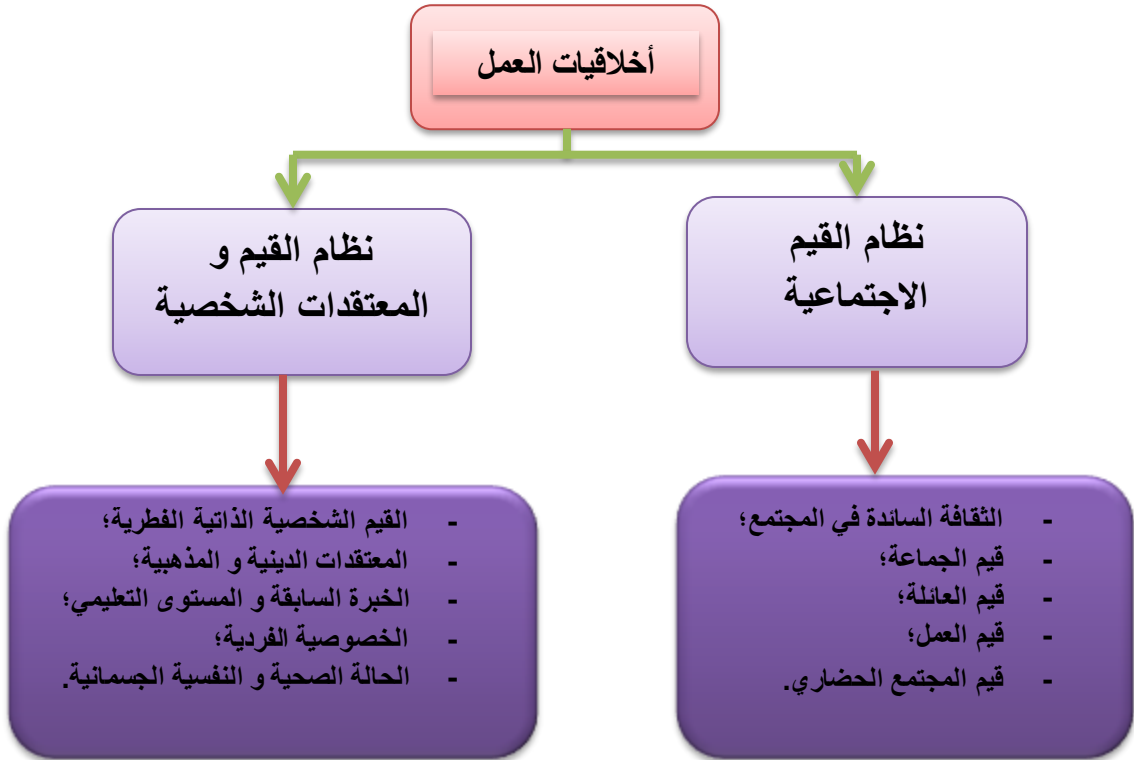 أخلاقيات العمل
نظام القيم
الاجتماعية
نظام القيم و
المعتقدات الشخصية
- الثقافة السائدة في المجتمع؛
- قيم الجماعة؛
- قيم العائلة؛
- قيم العمل؛
- قيم المجتمع الحضاري.
- القيم الشخصية الذاتية الفطرية؛
- المعتقدات الدينية و المذهبية؛
- الخبرة السابقة و المستوى التعليمي؛
- الخصوصية الفردية؛
- الحالة الصحية و النفسية الجسمانية.